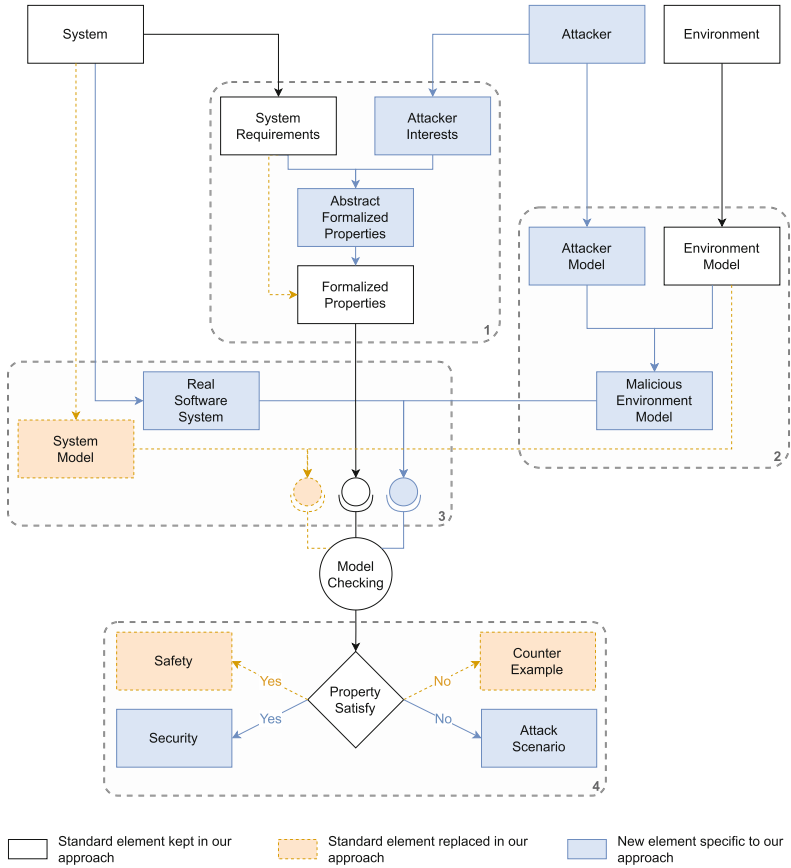 System
Attacker
Environment
System
Requirements
Attacker
Interests
Abstract
Formalized
Properties
Attacker
Model
Environment
Model
Formalized
Properties
1
Real
Software
System
Malicious
Environment
Model
System
Model
2
3
Model
Checking
Safety
Counter
Example
Yes
No
Property
Satisfy
Yes
No
Security
Attack
Scenario
4
Standard element kept in our
approach
Standard element replaced in our
approach
New element specific to our
approach